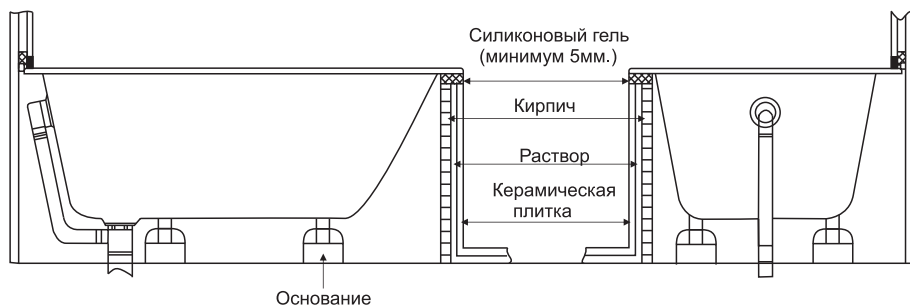 Силиконовый гель
(минимум 5мм.)
Кирпич
Раствор
Керамическая
плитка
Основание